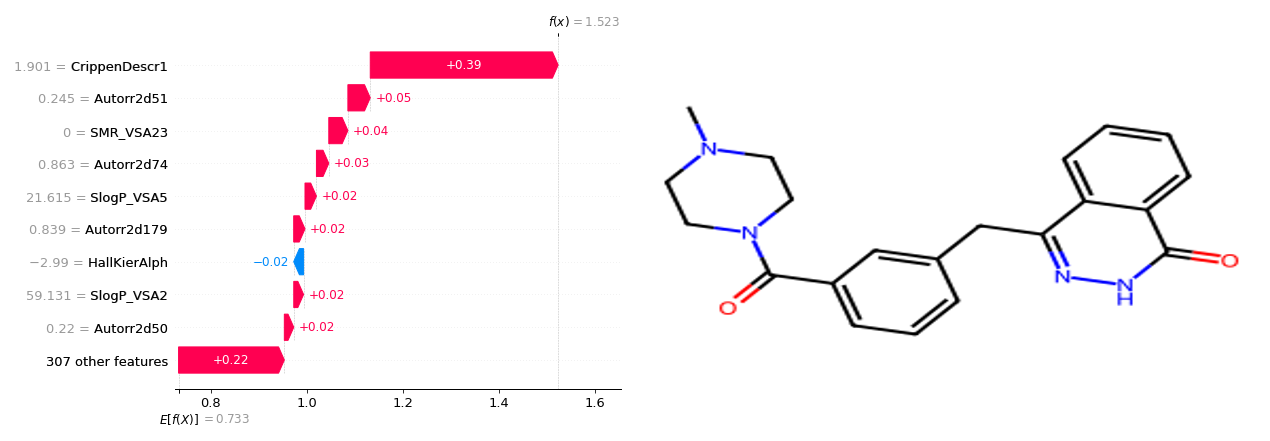 f(x) = 1.523
1.901 = CrippenDescr1
+0.39
0.245 = Autorr2d51
+0.05
0 = SMR_VSA23
+0.04
0.863 = Autorr2d74
+0.03
21.615 = SlogP_VSA5
+0.02
0.839 = Autorr2d179
+0.02
−2.99 = HallKierAlph
−0.02
59.131 = SlogP_VSA2
+0.02
0.22 = Autorr2d50
+0.02
307 other features
+0.22
0.8 1.0 1.2 1.4 1.6
E[f(X)] = 0.733
N
N
O
N
N
H
O